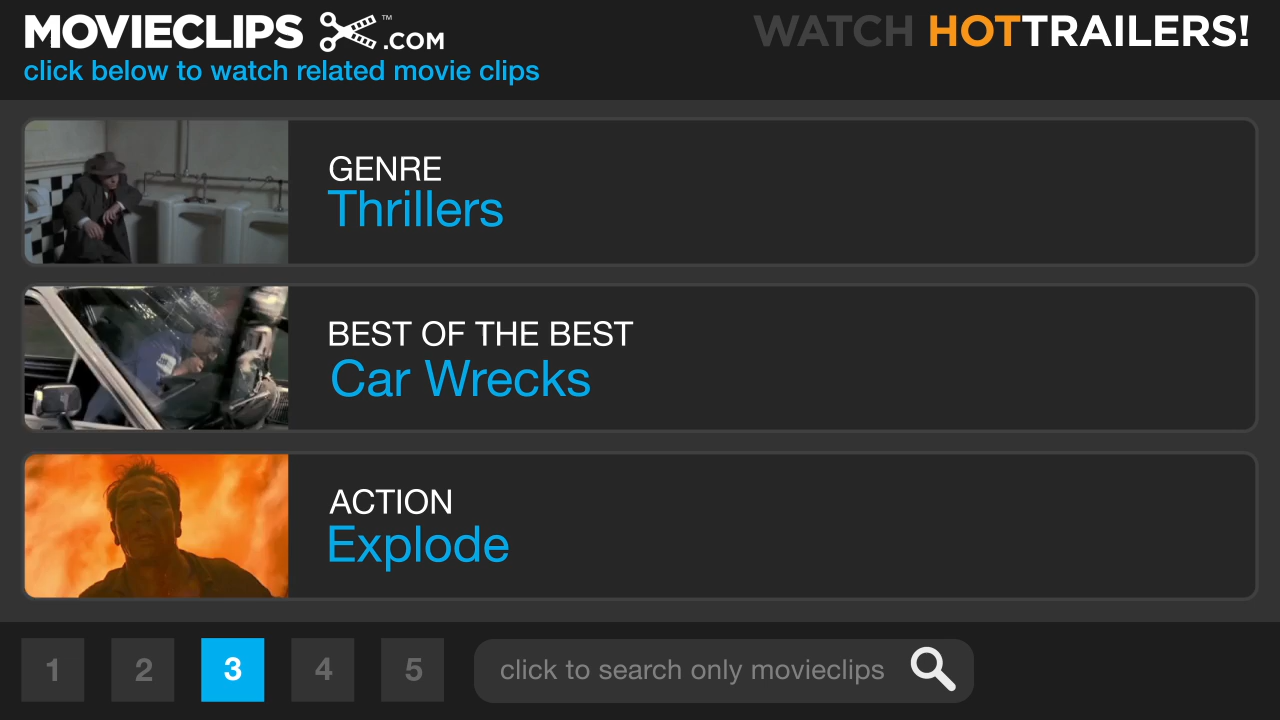 MOVIECLIPS ™ .COM
WATCH HOTTRAILERS!
click below to watch related movie clips
GENRE
Thrillers
BEST OF THE BEST
Car Wrecks
ACTION
Explode
1 2 3 4 5
click to search only movieclips